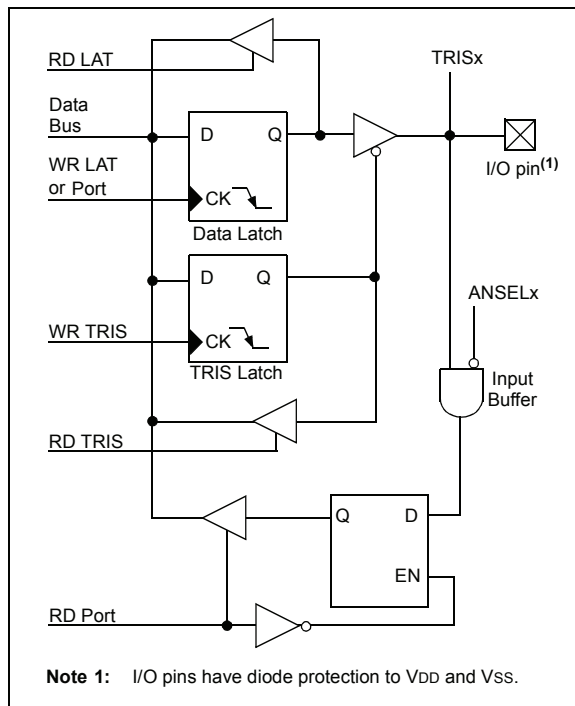 RD LAT
TRISx
Data
Bus
D
Q
I/O pin(1)
WR LAT
or Port
CK
Data Latch
D
Q
ANSELx
WR TRIS
CK
TRIS Latch
Input
Buffer
RD TRIS
Q
D
EN
RD Port
Note 1: I/O pins have diode protection to VDD and VSS.